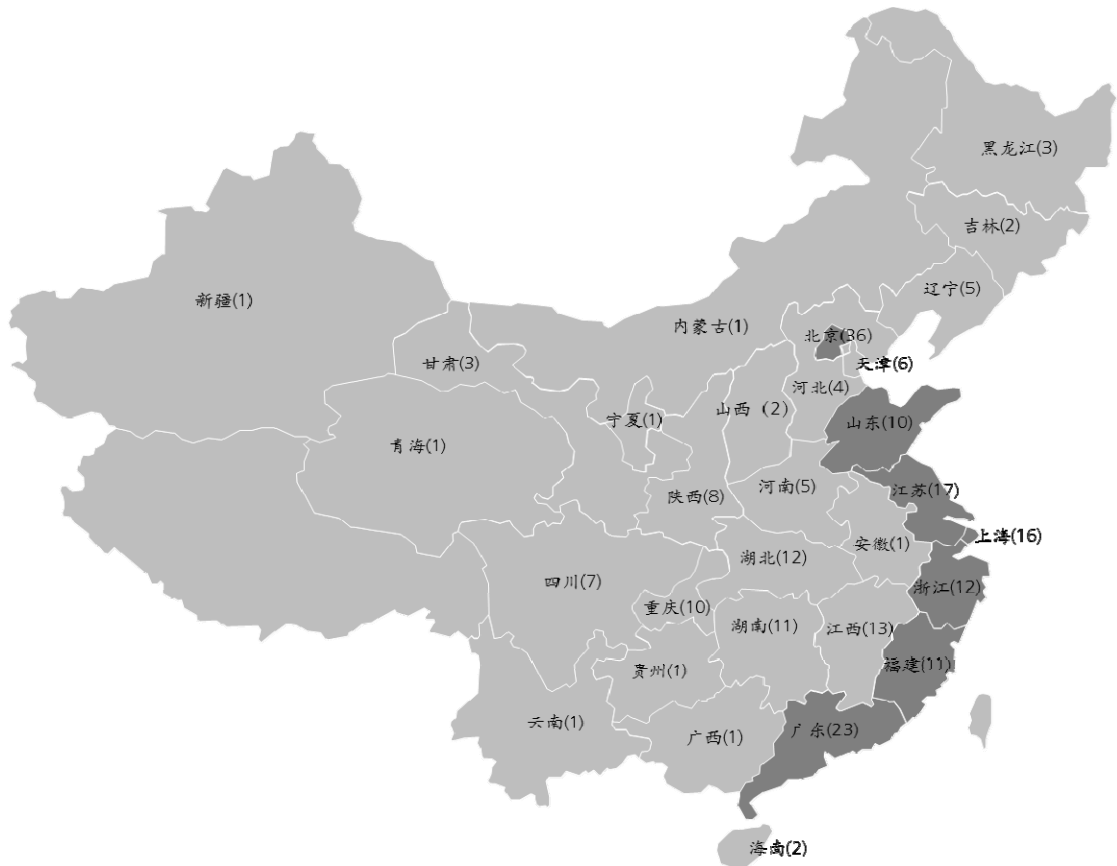 黑龙江(3)
吉林(2)
辽宁(5)
新疆(1)
内蒙古(1)
北京(36)
甘肃(3)
天津(6)
河北(4)
山西（2)
宁夏(1)
山东(10)
青海(1)
陕西(8)
河南(5)
江苏(17)
上海(16)
安徽(1)
湖北(12)
四川(7)
浙江(12)
重庆(10)
湖南(11)
江西(13)
福建(11)
贵州(1)
云南(1)
广西(1)
广东(23)
海南(2)